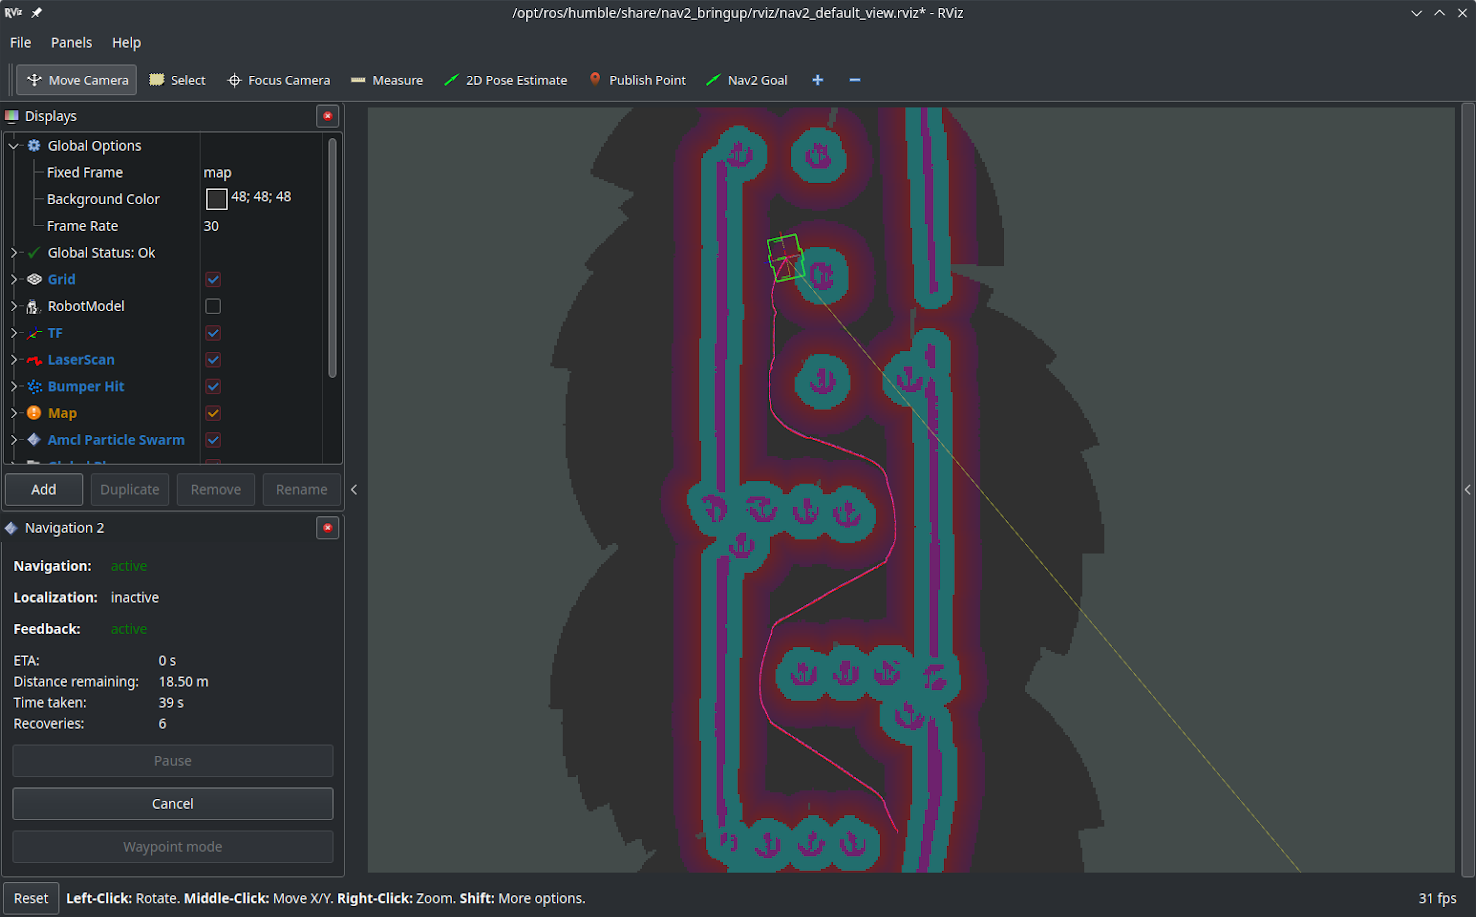 RViz
/opt/ros/humble/share/nav2_bringup/rviz/nav2_default_view.rviz* - RViz
File Panels Help
Move Camera Select Focus Camera Measure 2D Pose Estimate Publish Point Nav2 Goal
Displays
Global Options
Fixed Frame map
Background Color 48; 48; 48
Frame Rate 30
Global Status: Ok
Grid
RobotModel
TF
LaserScan
Bumper Hit
Map
Amcl Particle Swarm
Add Duplicate Remove Rename
Navigation 2
Navigation: active
Localization: inactive
Feedback: active
ETA: 0 s
Distance remaining: 18.50 m
Time taken: 39 s
Recoveries: 6
Pause
Cancel
Waypoint mode
Reset Left-Click: Rotate. Middle-Click: Move X/Y. Right-Click: Zoom. Shift: More options. 31 fps